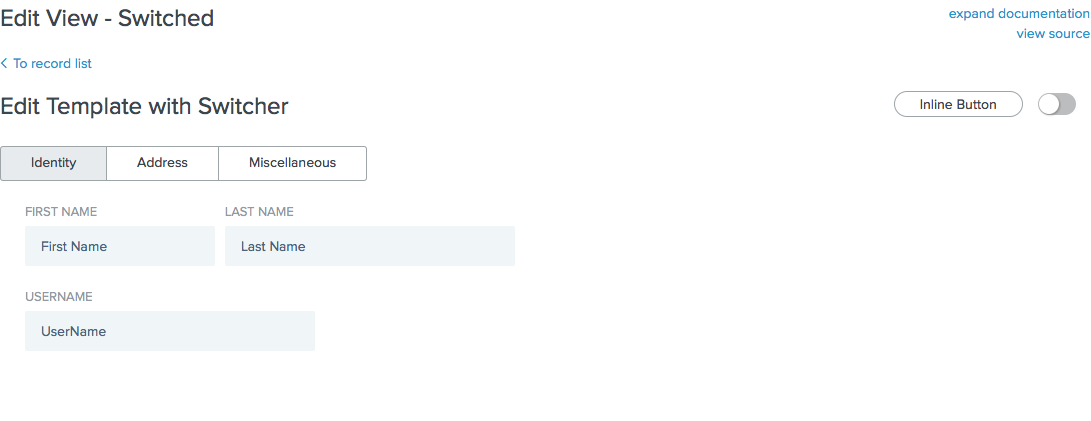 Edit View - Switched
expand documentation
view source
To record list
Edit Template with Switcher
Inline Button
Identity Address Miscellaneous
FIRST NAME LAST NAME
First Name Last Name
USERNAME
UserName